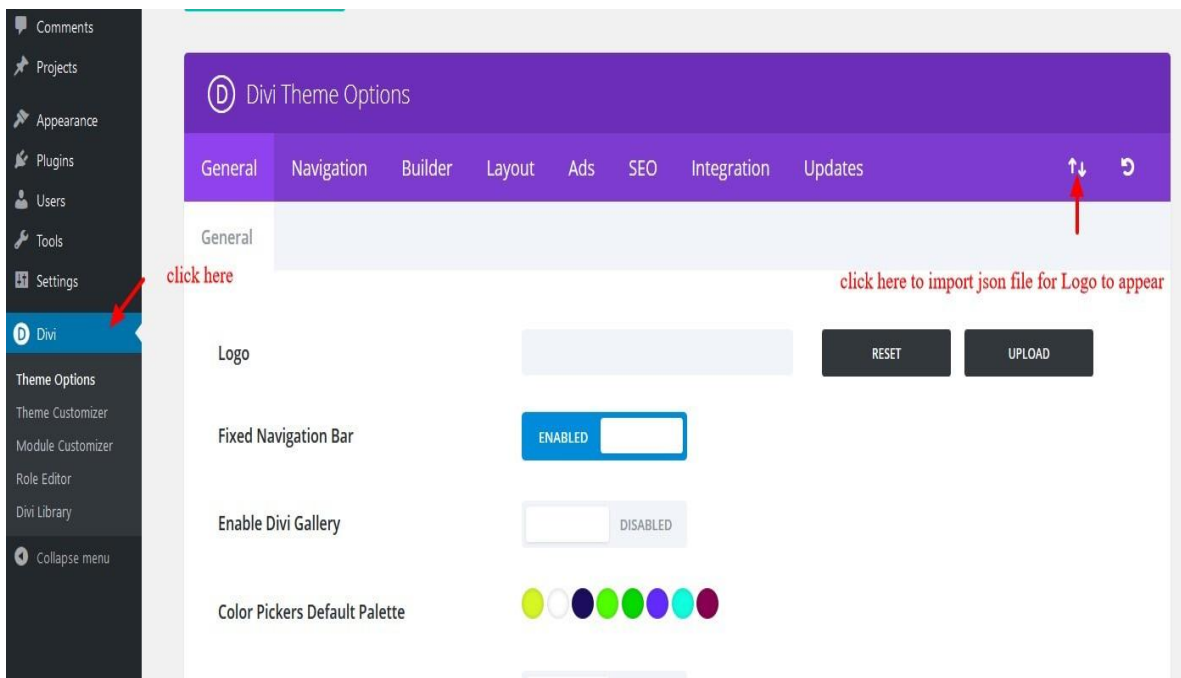 Comments
Projects
Appearance
Plugins
Users
Tools
Settings
Divi
Theme Options
Theme Customizer
Module Customizer
Role Editor
Divi Library
Collapse menu
click here
D Divi Theme Options
General Navigation Builder Layout Ads SEO Integration Updates
General
click here to import json file for Logo to appear
Logo RESET UPLOAD
Fixed Navigation Bar ENABLED
Enable Divi Gallery DISABLED
Color Pickers Default Palette